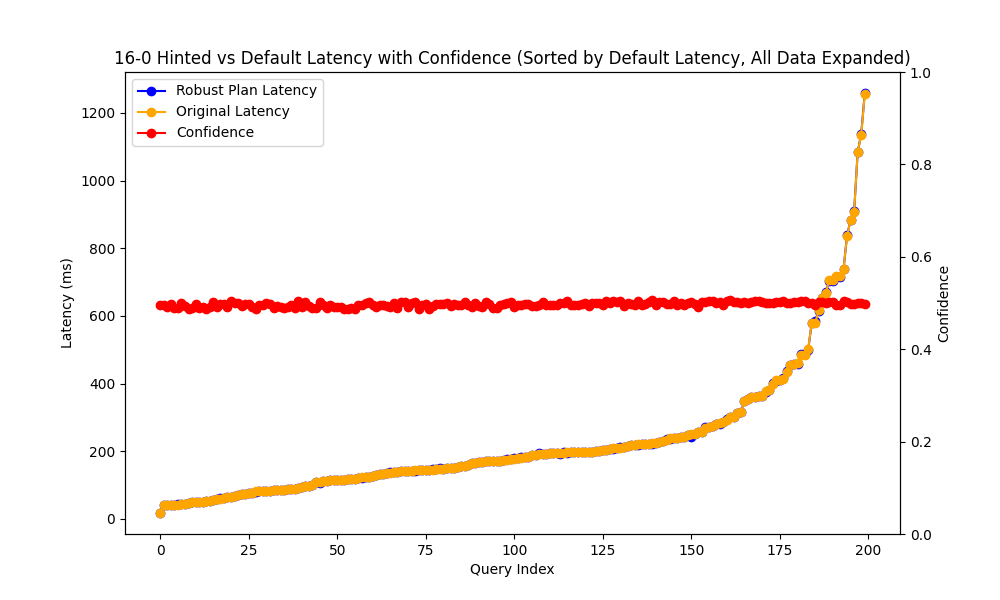 16-0 Hinted vs Default Latency with Confidence (Sorted by Default Latency, All Data Expanded)
Robust Plan Latency
Original Latency
Confidence
Latency (ms)
1200
1000
800
600
400
200
0
0 25 50 75 100 125 150 175 200
Query Index
1.0
0.8
0.6
0.4
0.2
0.0
Confidence